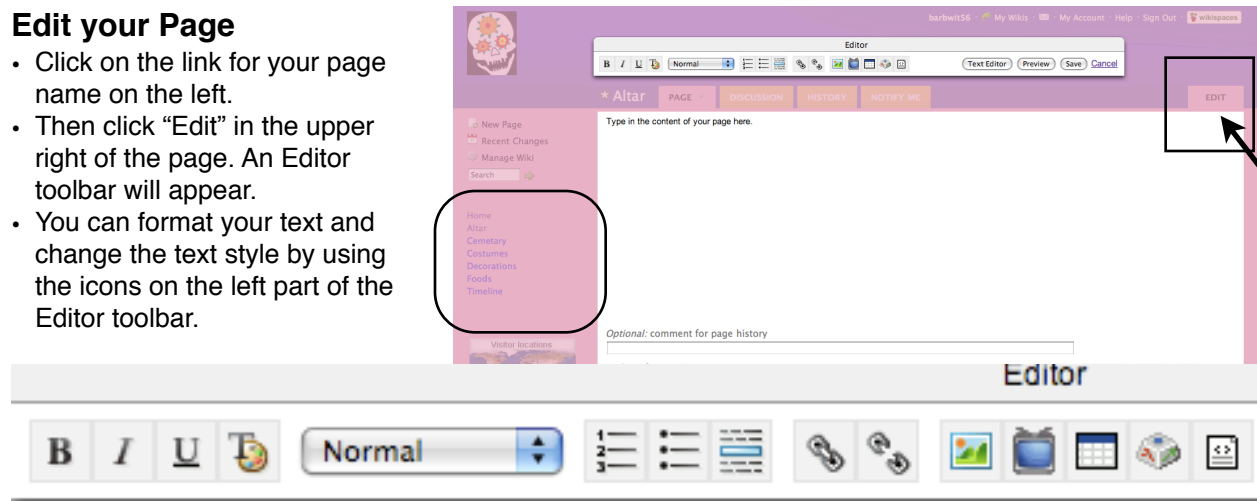 Edit your Page
• Click on the link for your page
name on the left.
• Then click “Edit” in the upper
right of the page. An Editor
toolbar will appear.
• You can format your text and
change the text style by using
the icons on the left part of the
Editor toolbar.
barbwit56 · My Wikis · · My Account · Help · Sign Out · wikispaces
Editor
B I U T Normal Text Editor Preview Save Cancel
* Altar PAGE DISCUSSION HISTORY NOTIFY ME EDIT
New Page
Recent Changes
Manage Wiki
Search
Type in the content of your page here.
Home
Altar
Cemetary
Costumes
Decorations
Foods
Timeline
Visitor locations
Optional: comment for page history
Editor
B I U T Normal 1 2 3